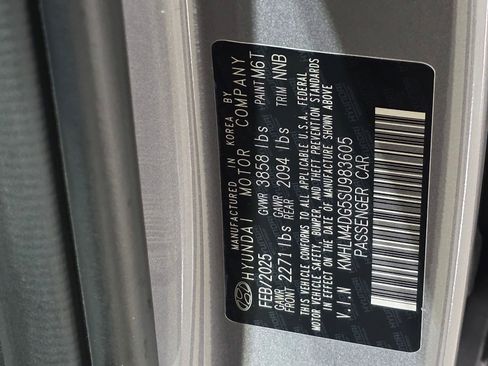 MANUFACTURED IN KOREA BY
HYUNDAI MOTOR COMPANY
FEB/2025 GVWR 3858 lbs PAINT M6T
GAWR FRONT 2271 lbs GAWR REAR 2094 lbs TRIM NNB
THIS VEHICLE CONFORMS TO ALL APPLICABLE U.S.A. FEDERAL
MOTOR VEHICLE SAFETY, BUMPER, AND THEFT PREVENTION STANDARDS
IN EFFECT ON THE DATE OF MANUFACTURE SHOWN ABOVE
V.I.N KMHLM4DG5SU983605
PASSENGER CAR